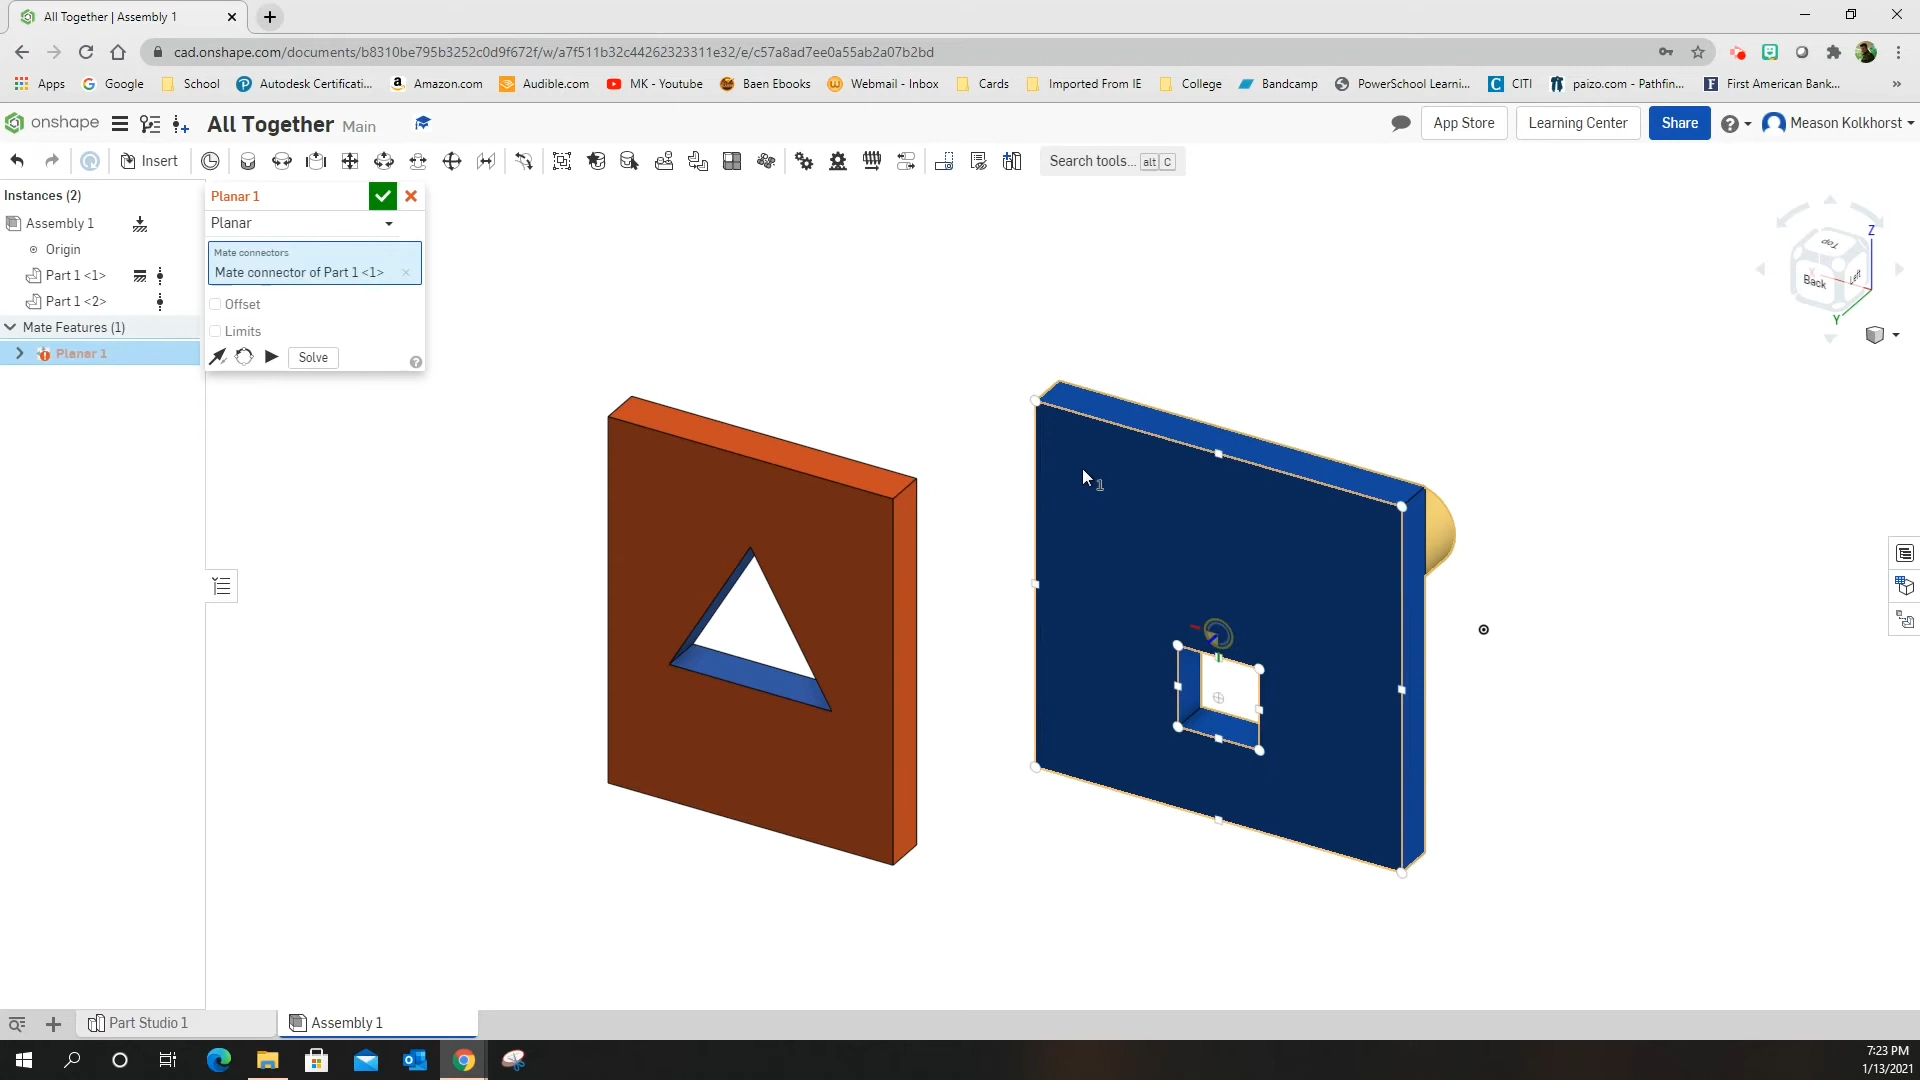 All Together | Assembly 1
cad.onshape.com/documents/b8310be795b3252c0d9f672f/w/a7f511b32c44262323311e32/e/c57a8ad7ee0a55ab2a07b2bd
Apps Google School Autodesk Certificati... Amazon.com Audible.com MK - Youtube Baen Ebooks Webmail - Inbox Cards Imported From IE College Bandcamp PowerSchool Learni... CITI paizo.com - Pathfin... First American Bank...
onshape All Together Main App Store Learning Center Share Meason Kolkhorst
Insert Search tools... alt C
Instances (2)
Assembly 1
Origin
Part 1 <1>
Part 1 <2>
Mate Features (1)
Planar 1
Planar 1
Planar
Mate connectors
Mate connector of Part 1 <1>
Offset
Limits
Solve
1
Z
Top
X
Back
Left
Y
Part Studio 1
Assembly 1
7:23 PM
1/13/2021